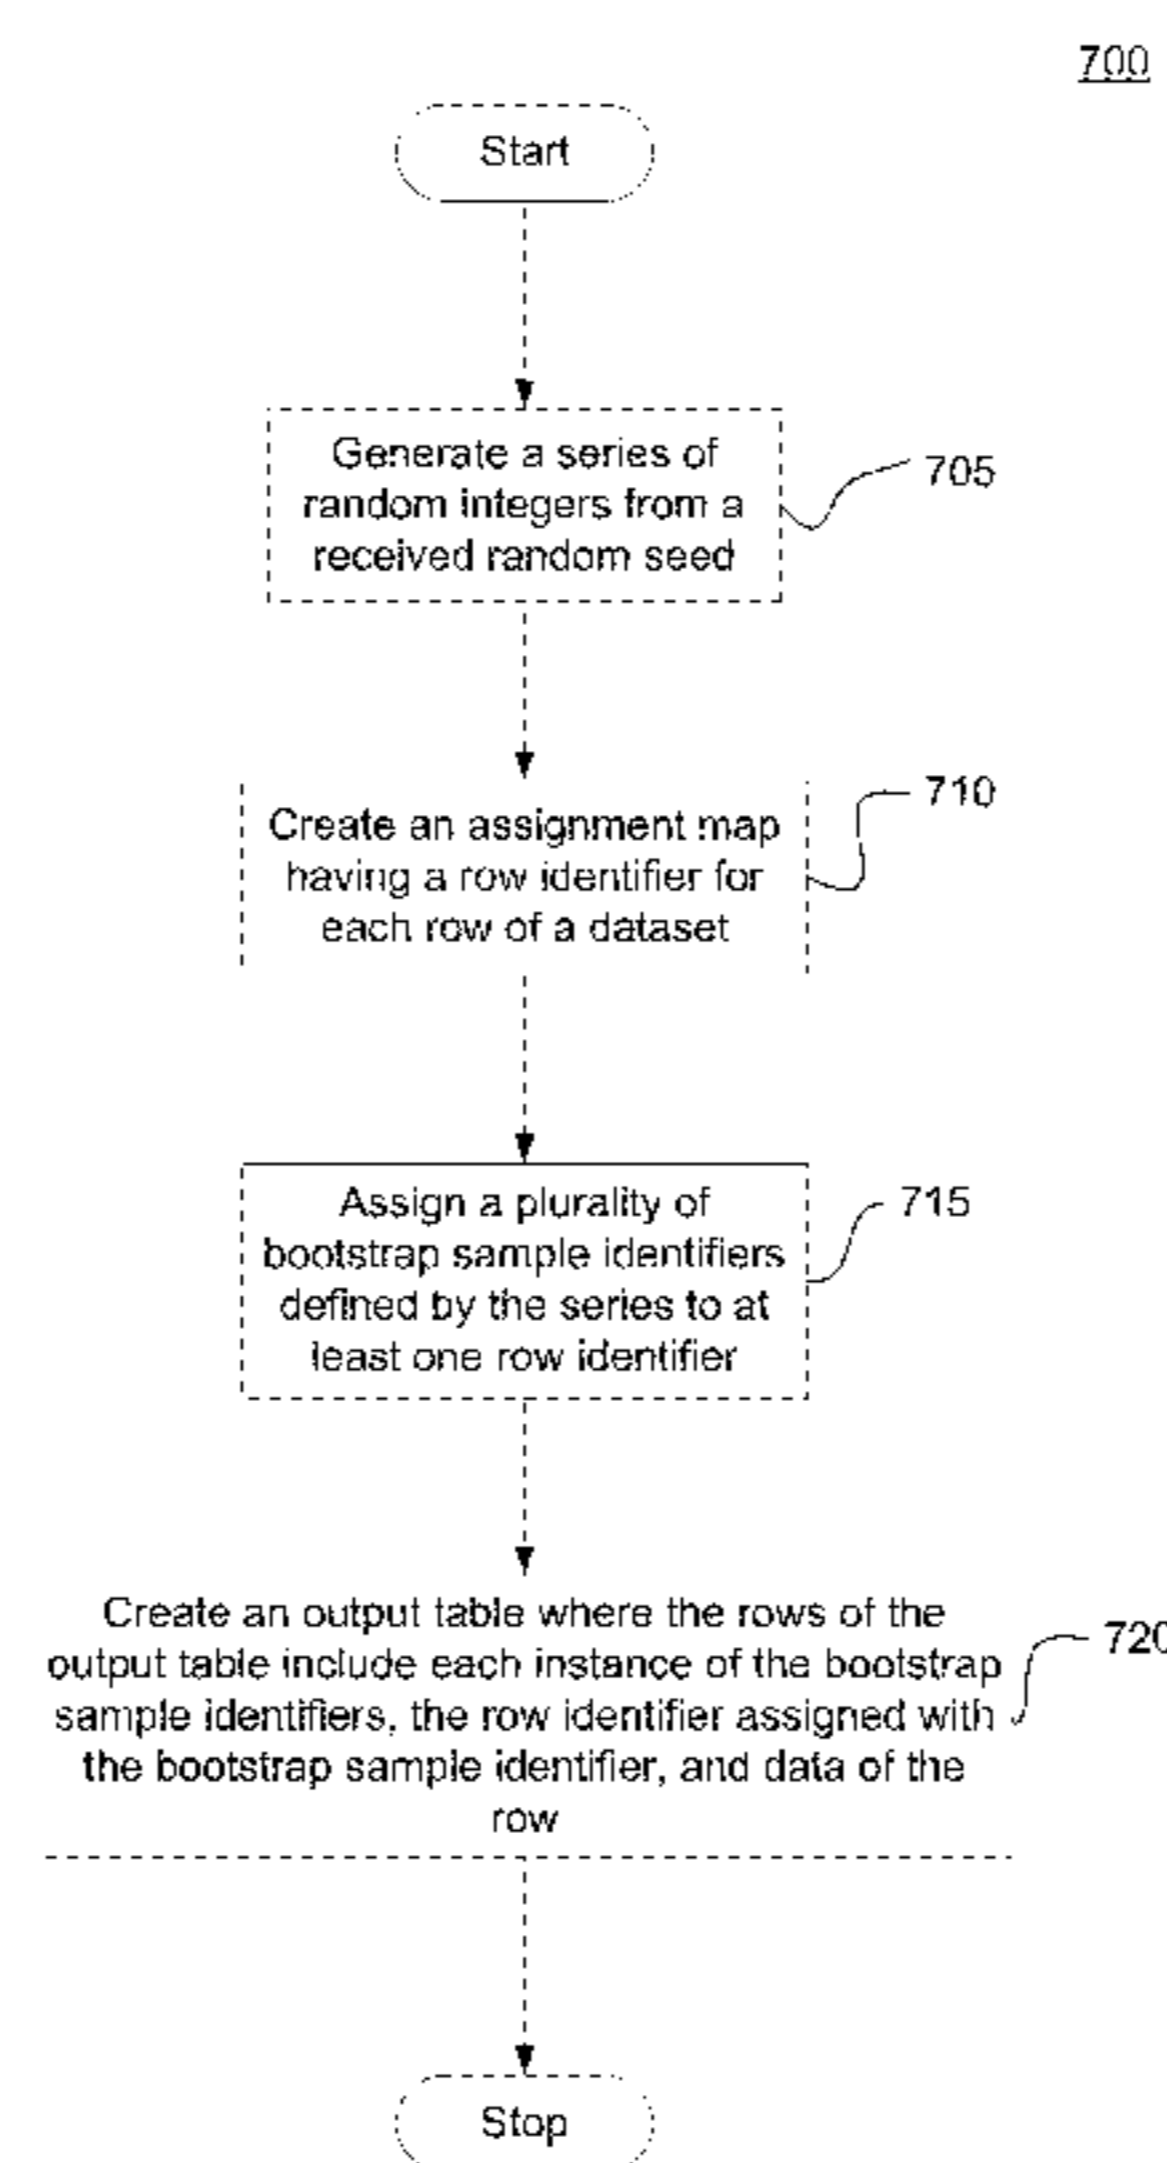 700
Start
Generate a series of
random integers from a
received random seed
705
Create an assignment map
having a row identifier for
each row of a dataset
710
Assign a plurality of
bootstrap sample identifiers
defined by the series to at
least one row identifier
715
Create an output table where the rows of the
output table include each instance of the bootstrap
sample identifiers, the row identifier assigned with
the bootstrap sample identifier, and data of the
row
720
Stop